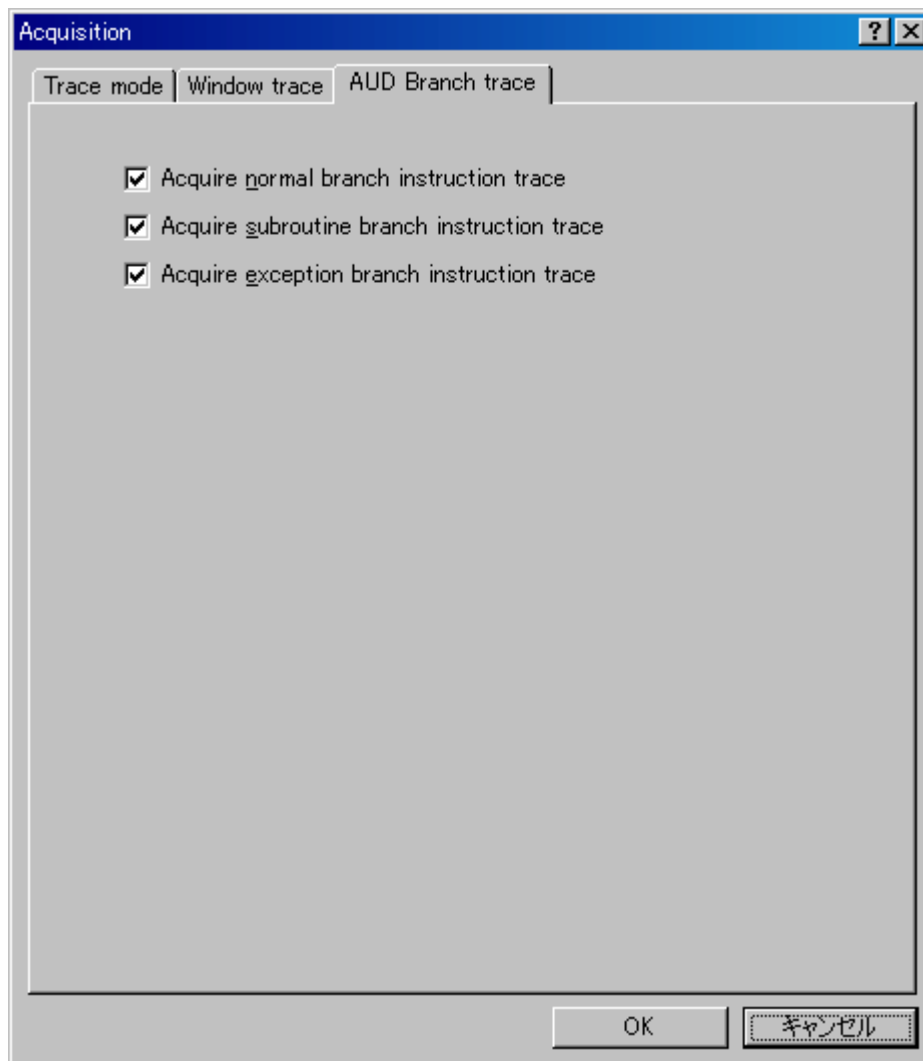 Acquisition
Trace mode Window trace AUD Branch trace
Acquire normal branch instruction trace
Acquire subroutine branch instruction trace
Acquire exception branch instruction trace
OK キャンセル